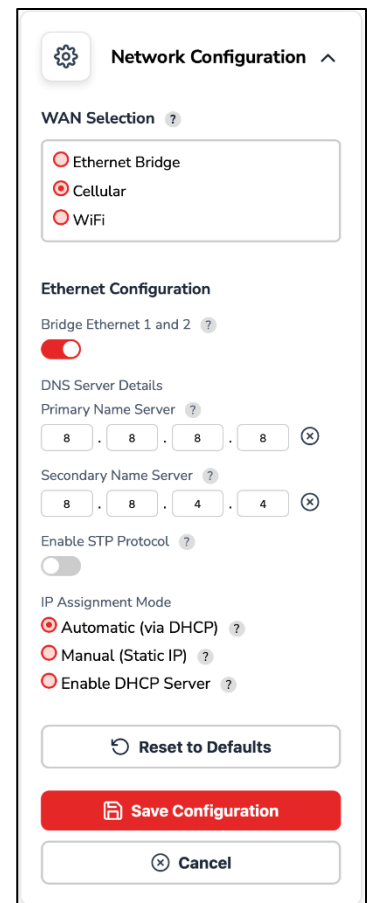 Network Configuration
WAN Selection ?
Ethernet Bridge
Cellular
WiFi
Ethernet Configuration
Bridge Ethernet 1 and 2 ?
DNS Server Details
Primary Name Server ?
8 . 8 . 8 . 8
Secondary Name Server ?
8 . 8 . 4 . 4
Enable STP Protocol ?
IP Assignment Mode
Automatic (via DHCP) ?
Manual (Static IP) ?
Enable DHCP Server ?
Reset to Defaults
Save Configuration
Cancel